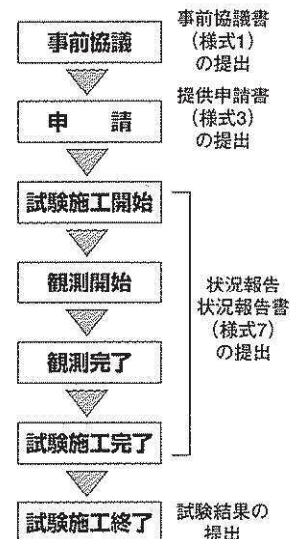 事前協議
事前協議書
（様式1）
の提出
申　請
提供申請書
（様式3）
の提出
試験施工開始
観測開始
観測完了
試験施工完了
状況報告
状況報告書
（様式7）
の提出
試験施工終了
試験結果の
提出